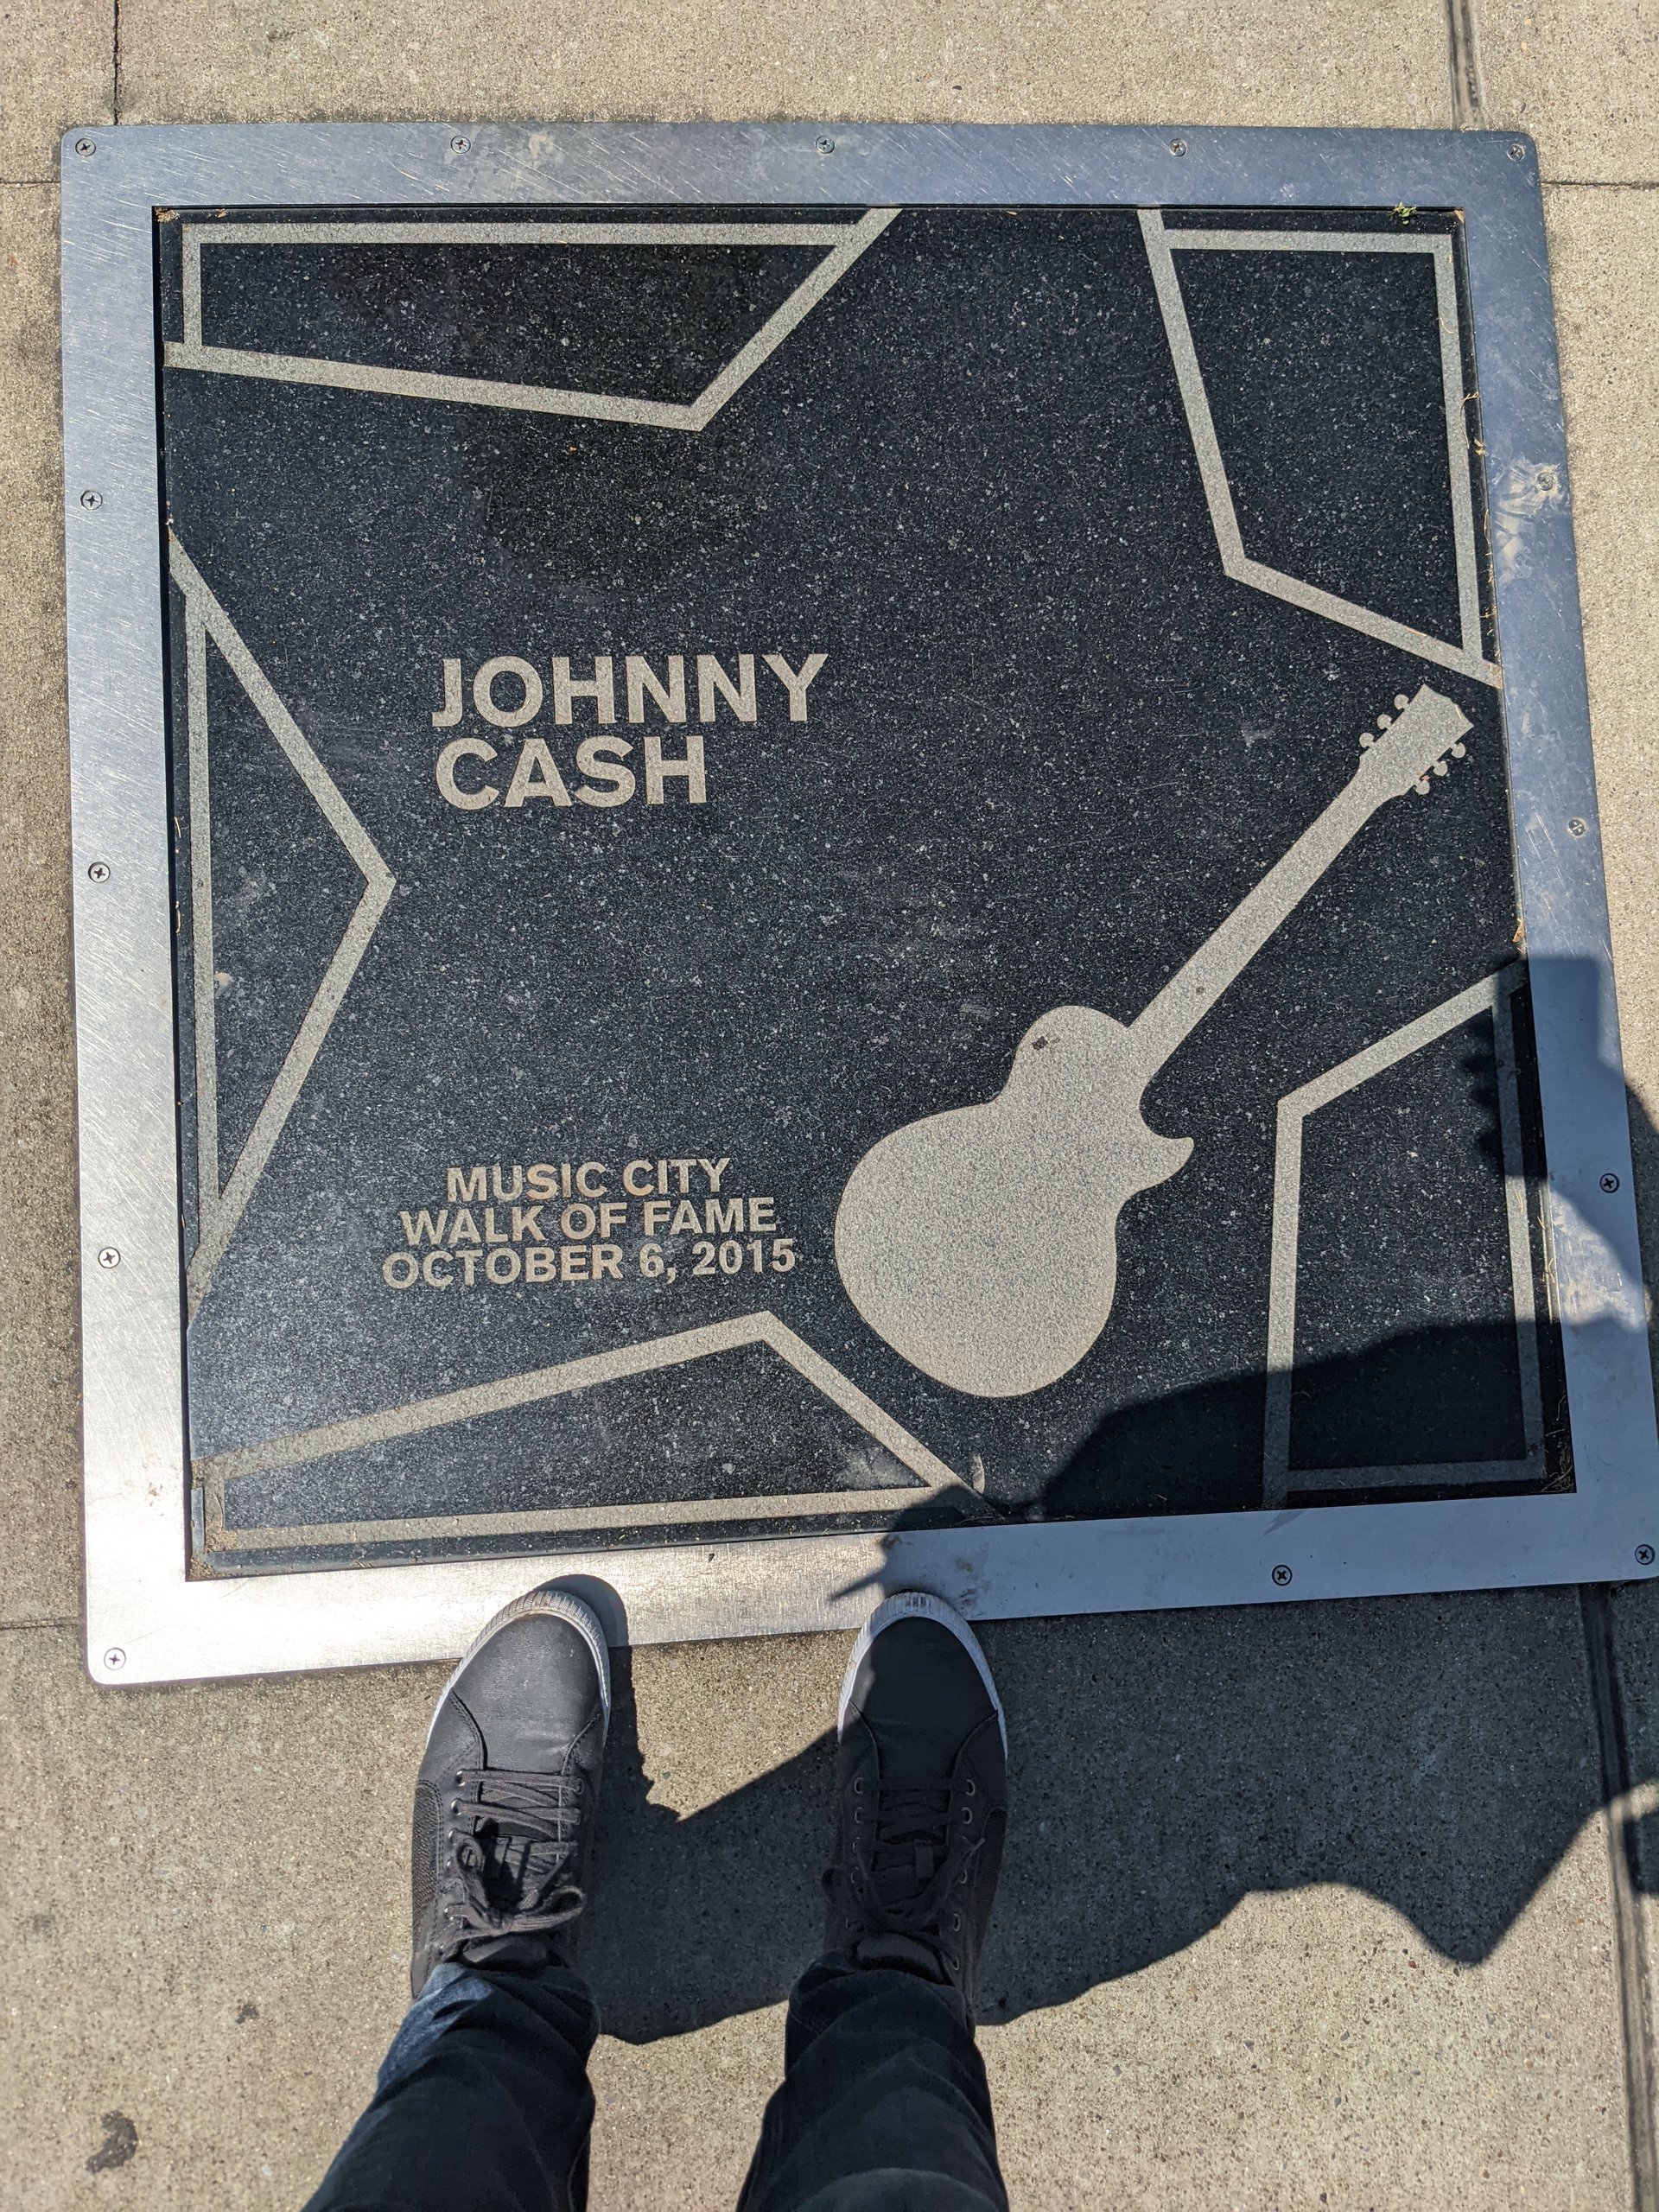 JOHNNY
CASH
MUSIC CITY
WALK OF FAME
OCTOBER 6, 2015